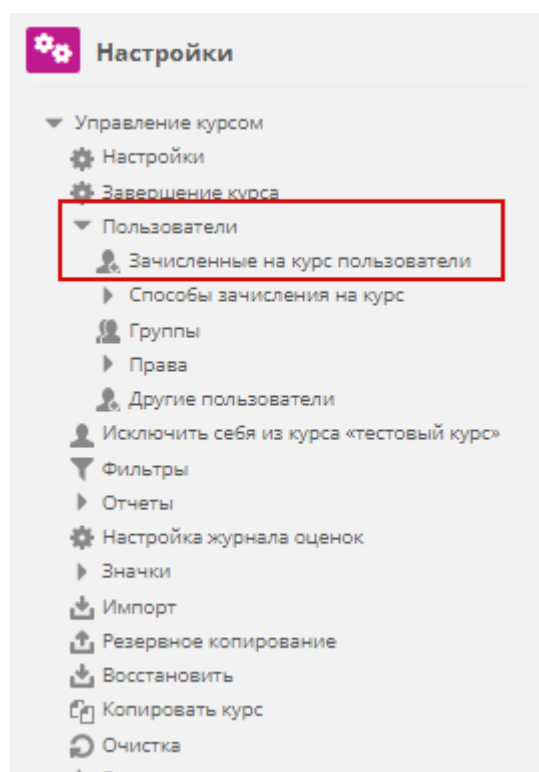 Настройки
Управление курсом
Настройки
Завершение курса
Пользователи
Зачисленные на курс пользователи
Способы зачисления на курс
Группы
Права
Другие пользователи
Исключить себя из курса «тестовый курс»
Фильтры
Отчеты
Настройка журнала оценок
Значки
Импорт
Резервное копирование
Восстановить
Копировать курс
Очистка